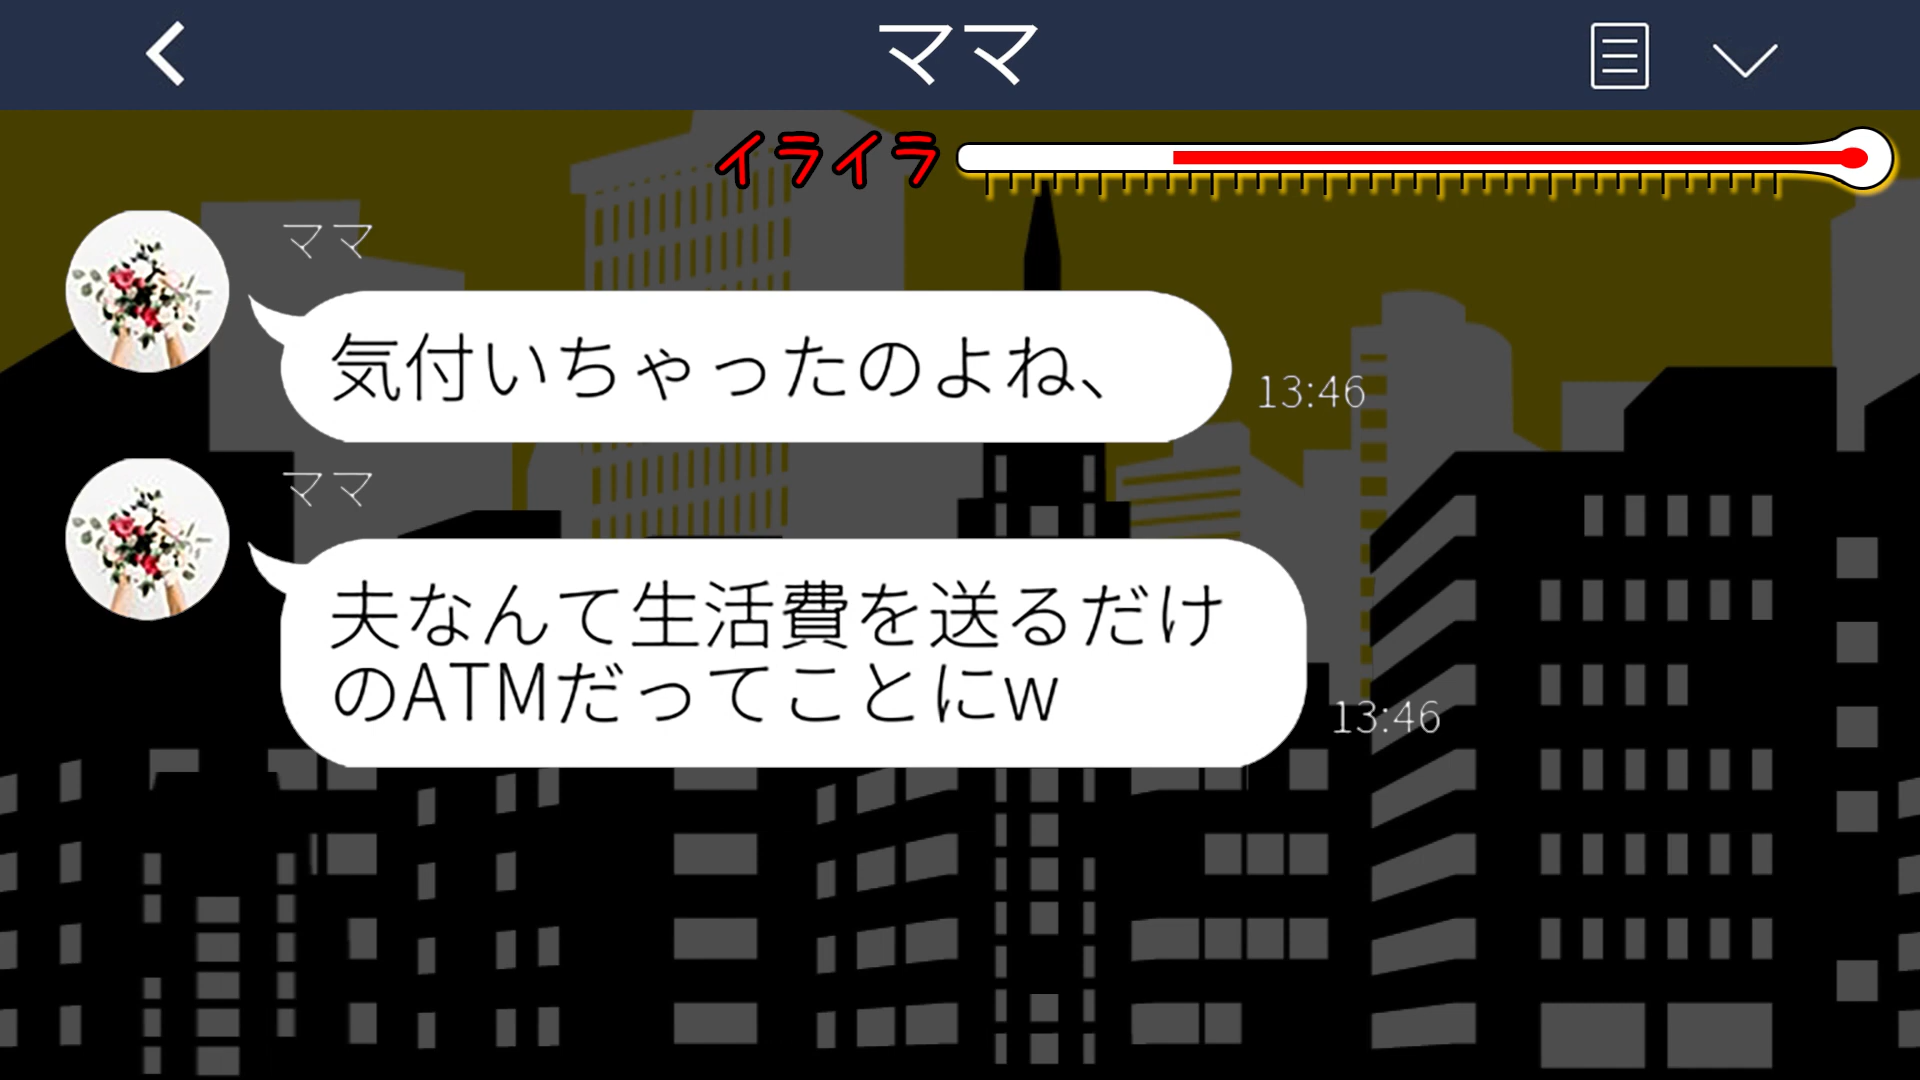 ママ
イライラ
ママ
気付いちゃったのよね、
13:46
ママ
夫なんて生活費を送るだけ
のATMだってことにw
13:46